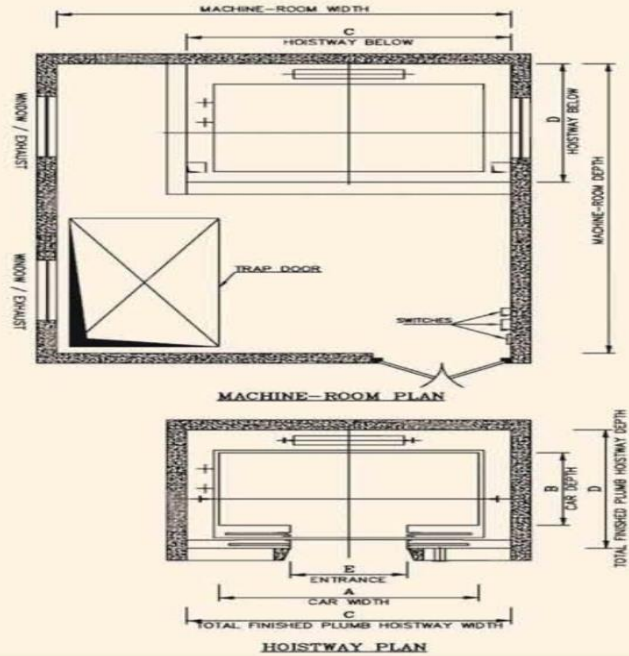 MACHINE-ROOM WIDTH
C
HOISTWAY BELOW
WINDOW / EXHAUST
D
HOISTWAY BELOW
MACHINE-ROOM DEPTH
WINDOW / EXHAUST
TRAP DOOR
SWITCHES
MACHINE-ROOM PLAN
B
CAR DEPTH
D
TOTAL FINISHED PLUMB HOISTWAY DEPTH
E
ENTRANCE
A
CAR WIDTH
C
TOTAL FINISHED PLUMB HOISTWAY WIDTH
HOISTWAY PLAN